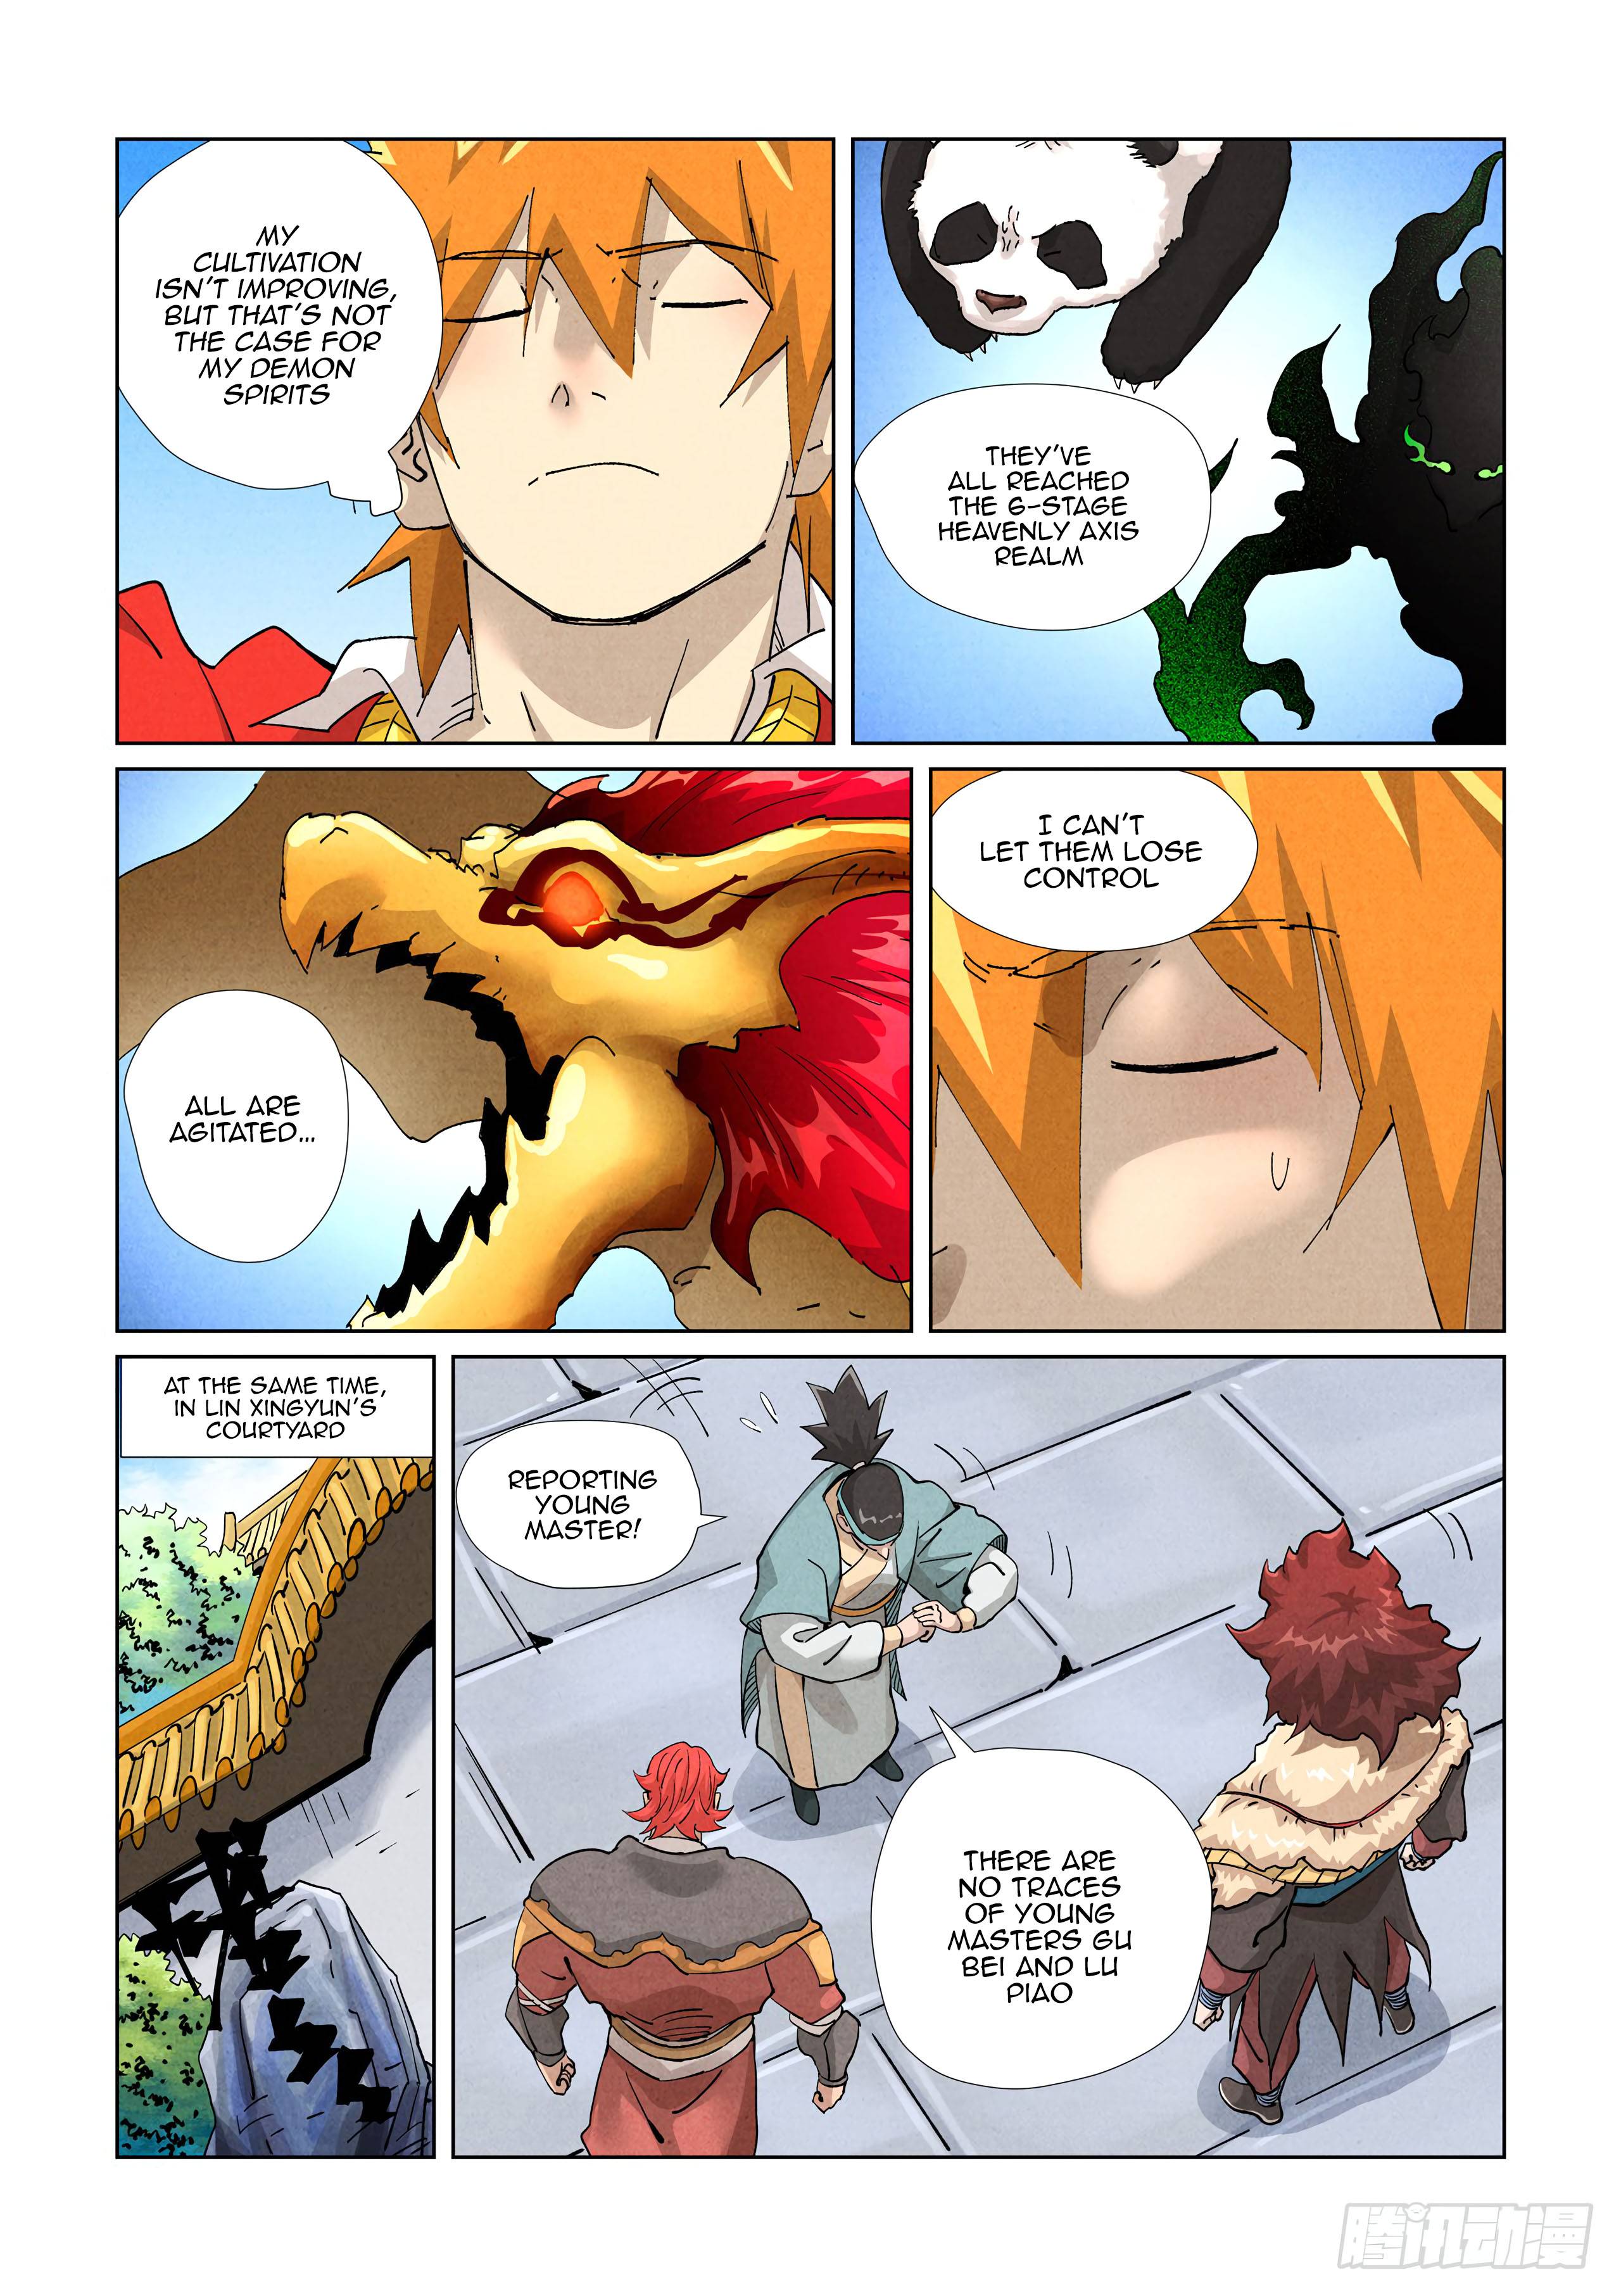 MY
CULTIVATION
ISN'T IMPROVING,
BUT THAT'S NOT
THE CASE FOR
MY DEMON
SPIRITS
THEY'VE
ALL REACHED
THE 6-STAGE
HEAVENLY AXIS
REALM
ALL ARE
AGITATED...
I CAN'T
LET THEM LOSE
CONTROL
AT THE SAME TIME,
IN LIN XINGYUN'S
COURTYARD
REPORTING
YOUNG
MASTER!
THERE ARE
NO TRACES
OF YOUNG
MASTERS GU
BEI AND LU
PIAO
腾讯动漫